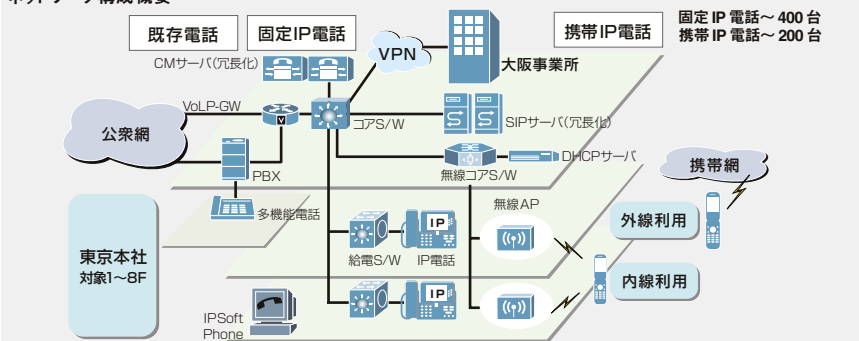 既存電話
固定IP電話
携帯IP電話
固定IP電話～400台
携帯IP電話～200台
CMサーバ(冗長化)
VPN
大阪事業所
VoLP-GW
V
コアS/W
SIPサーバ(冗長化)
公衆網
PBX
無線コアS/W
DHCPサーバ
携帯網
多機能電話
無線AP
外線利用
東京本社
対象1～8F
IP
給電S/W
IP電話
内線利用
IP
IPSoft
Phone